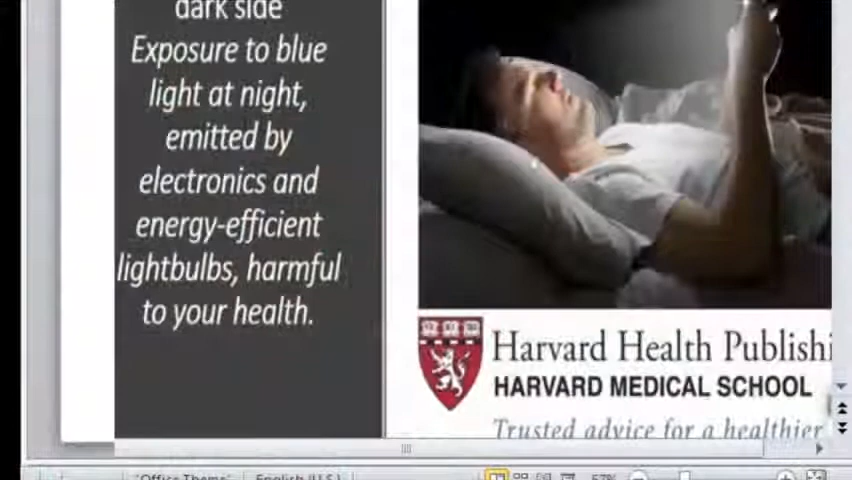 dark side
Exposure to blue
light at night,
emitted by
electronics and
energy-efficient
lightbulbs, harmful
to your health.
Harvard Health Publishi
HARVARD MEDICAL SCHOOL
Trusted advice for a healthier
"Office Theme" English (U.S.) 57%